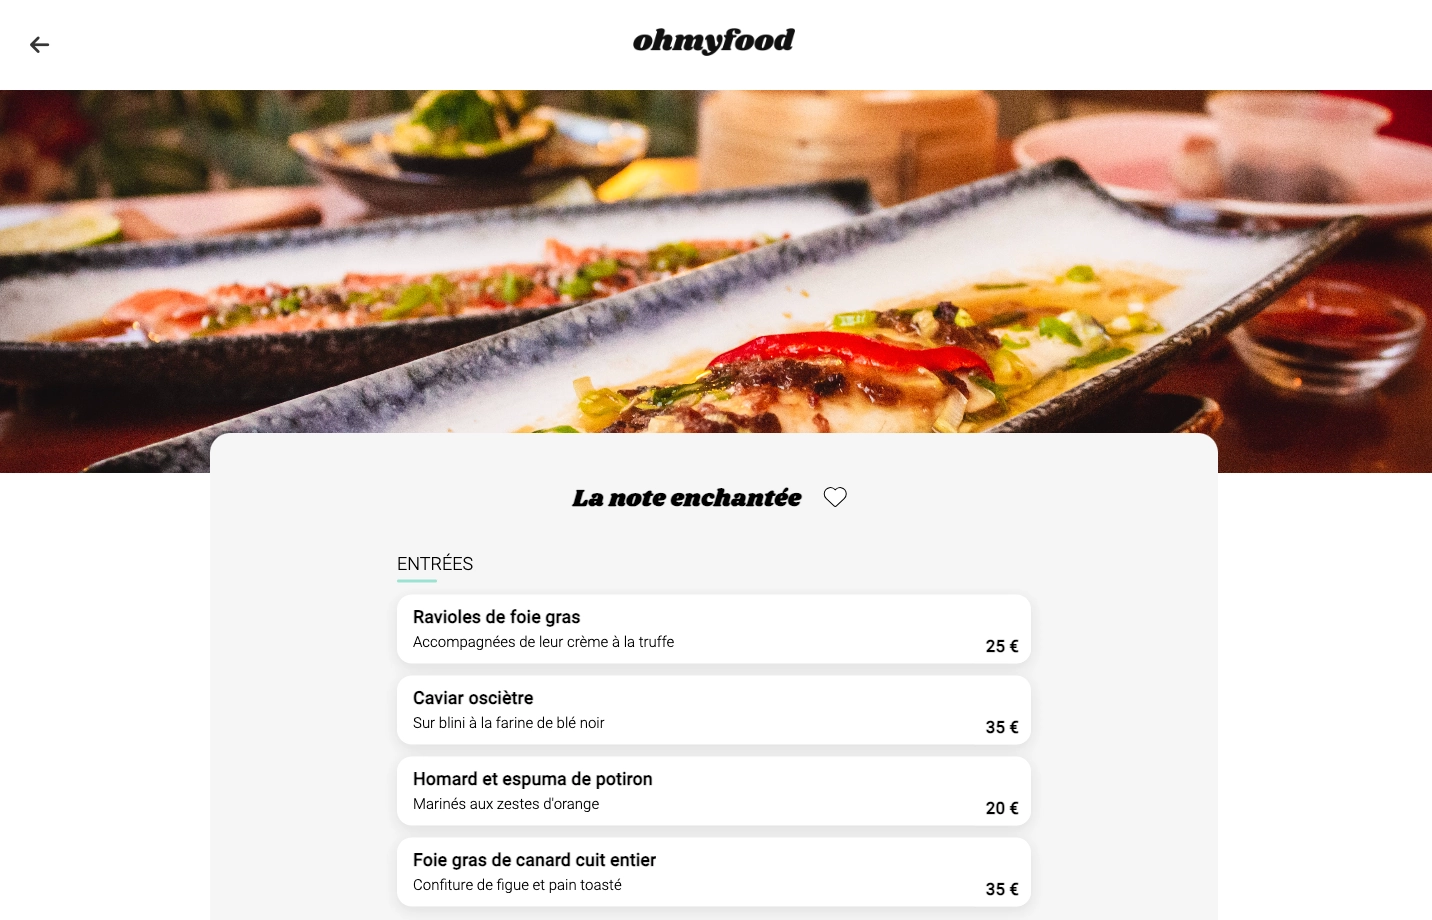 ohmyfood
La note enchantée
ENTRÉES
Ravioles de foie gras
Accompagnées de leur crème à la truffe
25 €
Caviar osciètre
Sur blini à la farine de blé noir
35 €
Homard et espuma de potiron
Marinés aux zestes d'orange
20 €
Foie gras de canard cuit entier
Confiture de figue et pain toasté
35 €